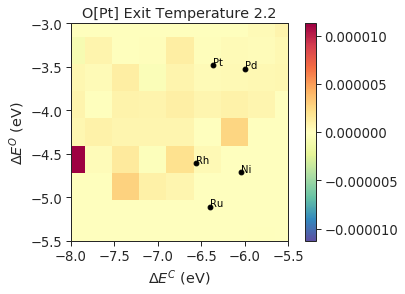 O[Pt] Exit Temperature 2.2
ΔE^O (eV)
−3.0
−3.5
−4.0
−4.5
−5.0
−5.5
Pt
Pd
Rh
Ni
Ru
−8.0 −7.5 −7.0 −6.5 −6.0 −5.5
ΔE^C (eV)
0.000010
0.000005
0.000000
−0.000005
−0.000010